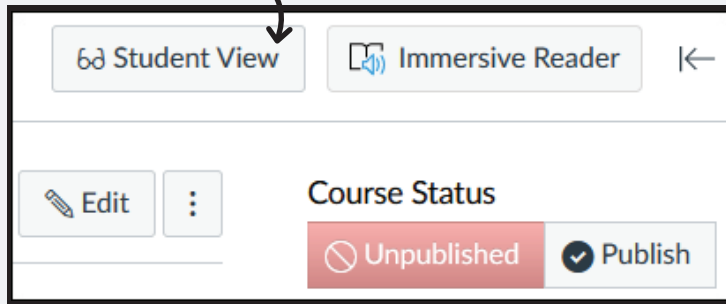 Student View Immersive Reader
Edit Course Status
Unpublished Publish